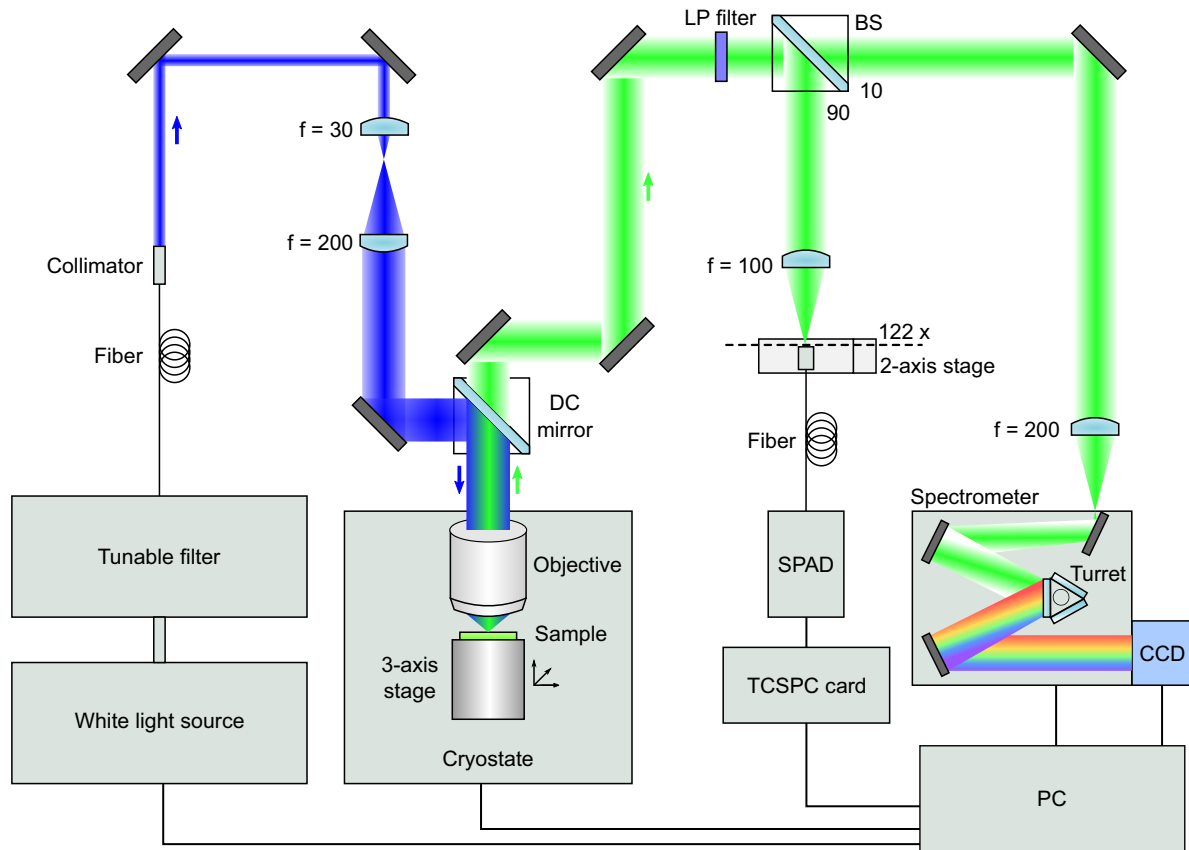 LP filter
BS
10
90
f = 30
f = 200
Collimator
f = 100
Fiber
122 x
2-axis stage
DC
mirror
Fiber
f = 200
Spectrometer
Tunable filter
Objective
SPAD
Turret
Sample
3-axis
stage
CCD
TCSPC card
White light source
Cryostate
PC